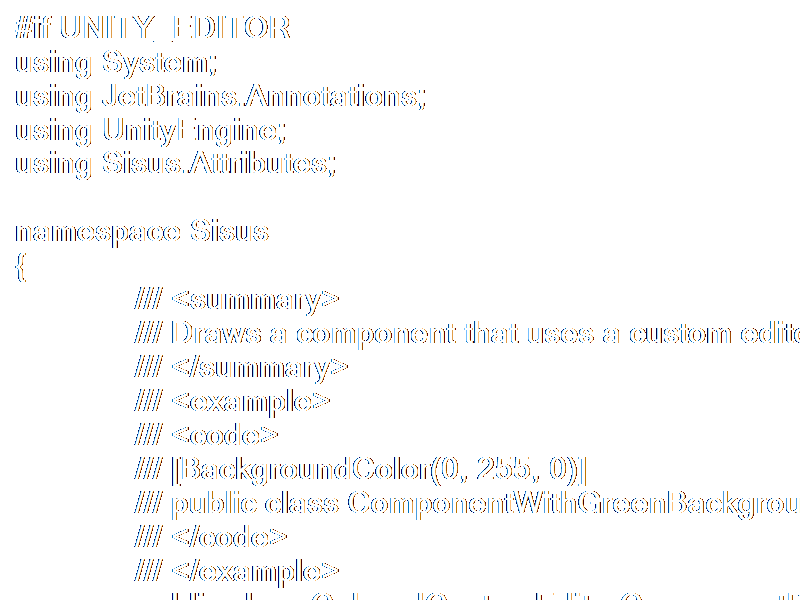 #if UNITY_EDITOR
using System;
using JetBrains.Annotations;
using UnityEngine;
using Sisus.Attributes;
namespace Sisus
{
/// <summary>
/// Draws a component that uses a custom edito
/// </summary>
/// <example>
/// <code>
/// [BackgroundColor(0, 255, 0)]
/// public class ComponentWithGreenBackgrou
/// </code>
/// </example>